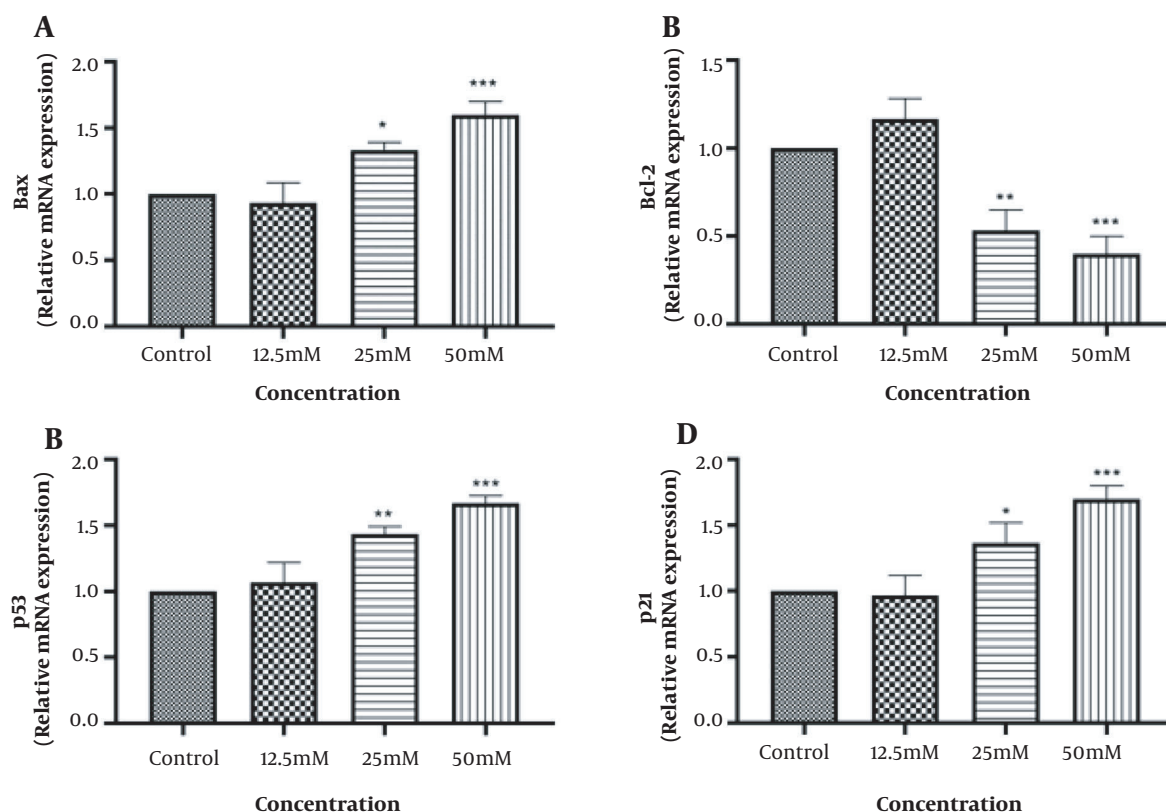 A
Bax
(Relative mRNA expression)
2.0
1.5
1.0
0.5
0.0
*
***
Control 12.5mM 25mM 50mM
Concentration
B
Bcl-2
(Relative mRNA expression)
1.5
1.0
0.5
0.0
**
***
Control 12.5mM 25mM 50mM
Concentration
B
p53
(Relative mRNA expression)
2.0
1.5
1.0
0.5
0.0
**
***
Control 12.5mM 25mM 50mM
Concentration
D
p21
(Relative mRNA expression)
2.0
1.5
1.0
0.5
0.0
*
***
Control 12.5mM 25mM 50mM
Concentration